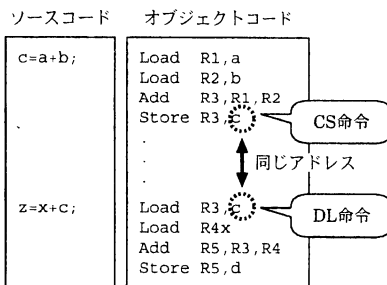 ソースコード オブジェクトコード
c=a+b; Load R1,a
Load R2,b
Add R3,R1,R2
Store R3,c
CS命令
.
. 同じアドレス
.
z=x+c; Load R3,c
DL命令
Load R4x
Add R5,R3,R4
Store R5,d